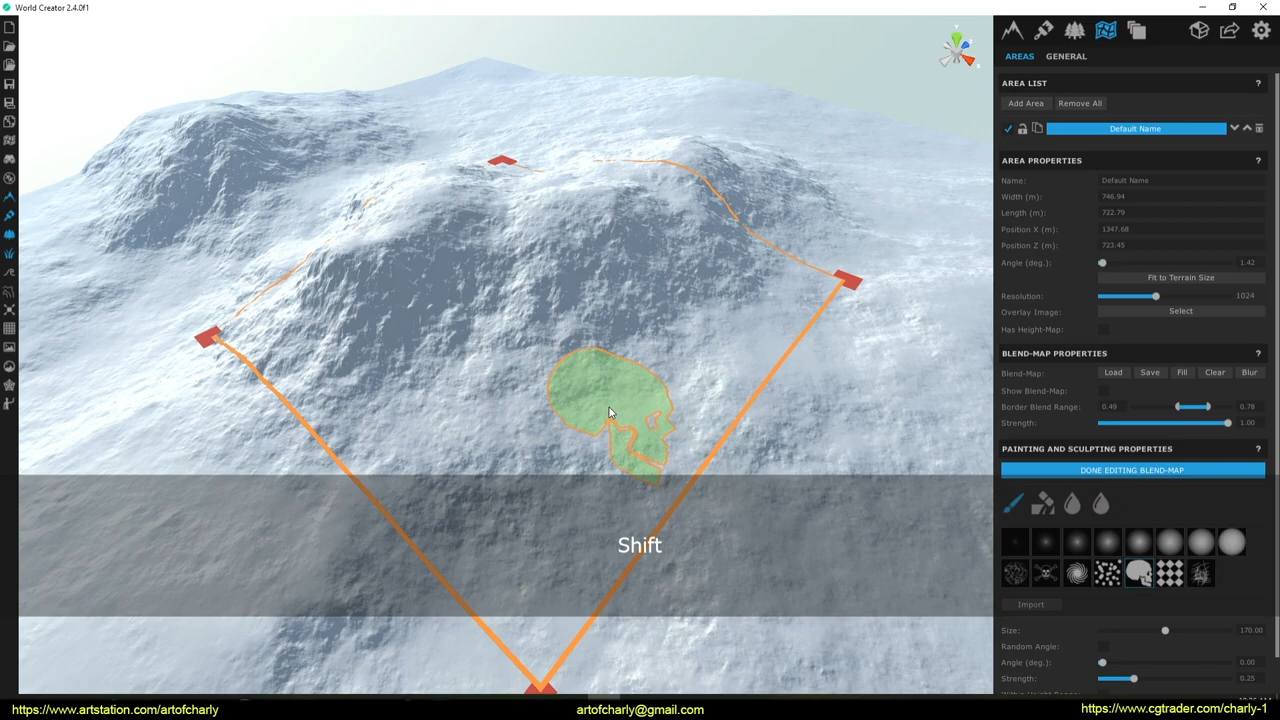 World Creator 2.4.0f1
AREAS GENERAL
AREA LIST ?
Add Area Remove All
Default Name
AREA PROPERTIES ?
Name: Default Name
Width (m): 746.94
Length (m): 722.79
Position X (m): 1347.68
Position Z (m): 723.45
Angle (deg.): 1.42
Fit to Terrain Size
Resolution: 1024
Overlay Image: Select
Has Height-Map:
BLEND-MAP PROPERTIES ?
Blend-Map: Load Save Fill Clear Blur
Show Blend-Map:
Border Blend Range: 0.49 0.78
Strength: 1.00
PAINTING AND SCULPTING PROPERTIES ?
DONE EDITING BLEND-MAP
Shift
Import
Size: 170.00
Random Angle:
Angle (deg.): 0.00
Strength: 0.25
https://www.artstation.com/artofcharly artofcharly@gmail.com https://www.cgtrader.com/charly-1